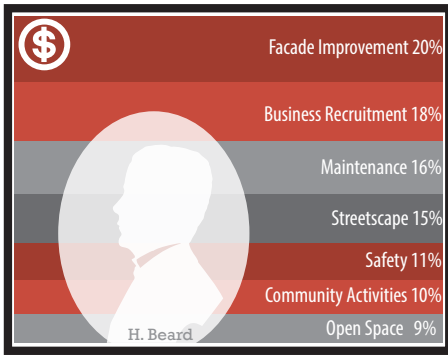 $
Facade Improvement 20%
Business Recruitment 18%
Maintenance 16%
Streetscape 15%
Safety 11%
Community Activities 10%
Open Space 9%
H. Beard